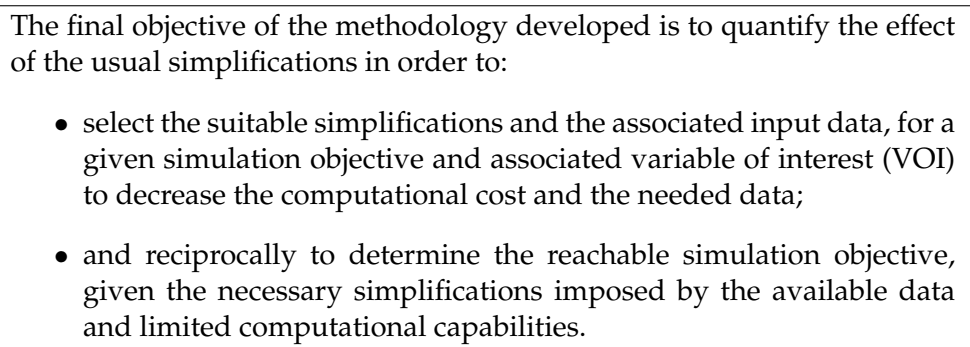 The final objective of the methodology developed is to quantify the effect
of the usual simplifications in order to:
• select the suitable simplifications and the associated input data, for a
given simulation objective and associated variable of interest (VOI)
to decrease the computational cost and the needed data;
• and reciprocally to determine the reachable simulation objective,
given the necessary simplifications imposed by the available data
and limited computational capabilities.